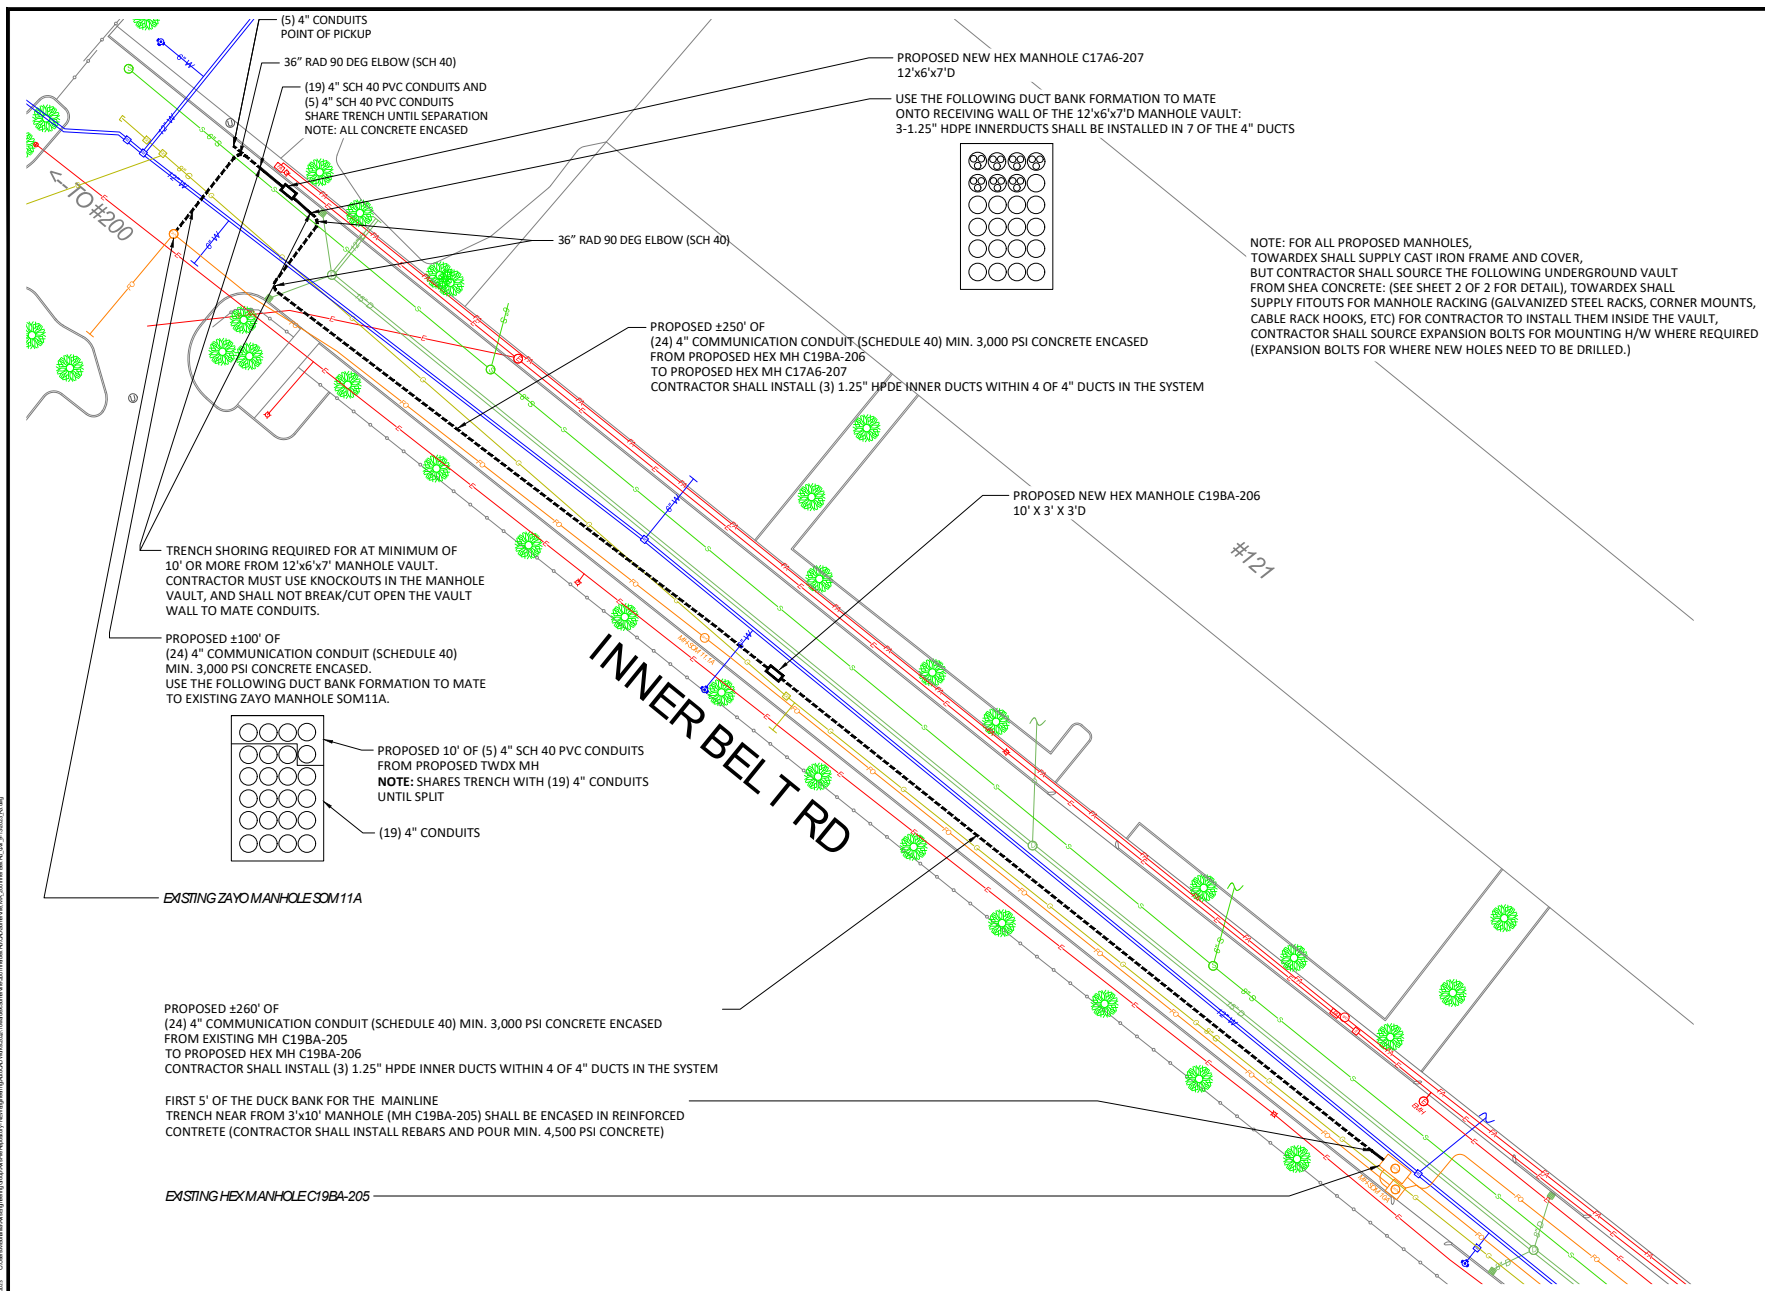 (5) 4" CONDUITS
POINT OF PICKUP
36" RAD 90 DEG ELBOW (SCH 40)
(19) 4" SCH 40 PVC CONDUITS AND
(5) 4" SCH 40 PVC CONDUITS
SHARE TRENCH UNTIL SEPARATION
NOTE: ALL CONCRETE ENCASED
PROPOSED NEW HEX MANHOLE C17A6-207
12'x6'x7'D
USE THE FOLLOWING DUCT BANK FORMATION TO MATE
ONTO RECEIVING WALL OF THE 12'x6'x7'D MANHOLE VAULT:
3-1.25" HDPE INNERDUCTS SHALL BE INSTALLED IN 7 OF THE 4" DUCTS
<--TO#200
36" RAD 90 DEG ELBOW (SCH 40)
NOTE: FOR ALL PROPOSED MANHOLES,
TOWARDEX SHALL SUPPLY CAST IRON FRAME AND COVER,
BUT CONTRACTOR SHALL SOURCE THE FOLLOWING UNDERGROUND VAULT
FROM SHEA CONCRETE: (SEE SHEET 2 OF 2 FOR DETAIL), TOWARDEX SHALL
SUPPLY FITOUTS FOR MANHOLE RACKING (GALVANIZED STEEL RACKS, CORNER MOUNTS,
CABLE RACK HOOKS, ETC) FOR CONTRACTOR TO INSTALL THEM INSIDE THE VAULT,
CONTRACTOR SHALL SOURCE EXPANSION BOLTS FOR MOUNTING H/W WHERE REQUIRED
(EXPANSION BOLTS FOR WHERE NEW HOLES NEED TO BE DRILLED.)
PROPOSED ±250' OF
(24) 4" COMMUNICATION CONDUIT (SCHEDULE 40) MIN. 3,000 PSI CONCRETE ENCASED
FROM PROPOSED HEX MH C19BA-206
TO PROPOSED HEX MH C17A6-207
CONTRACTOR SHALL INSTALL (3) 1.25" HPDE INNER DUCTS WITHIN 4 OF 4" DUCTS IN THE SYSTEM
PROPOSED NEW HEX MANHOLE C19BA-206
10' X 3' X 3'D
#121
TRENCH SHORING REQUIRED FOR AT MINIMUM OF
10' OR MORE FROM 12'x6'x7' MANHOLE VAULT.
CONTRACTOR MUST USE KNOCKOUTS IN THE MANHOLE
VAULT, AND SHALL NOT BREAK/CUT OPEN THE VAULT
WALL TO MATE CONDUITS.
PROPOSED ±100' OF
(24) 4" COMMUNICATION CONDUIT (SCHEDULE 40)
MIN. 3,000 PSI CONCRETE ENCASED.
USE THE FOLLOWING DUCT BANK FORMATION TO MATE
TO EXISTING ZAYO MANHOLE SOM11A.
INNER BELT RD
PROPOSED 10' OF (5) 4" SCH 40 PVC CONDUITS
FROM PROPOSED TWDX MH
NOTE: SHARES TRENCH WITH (19) 4" CONDUITS
UNTIL SPLIT
(19) 4" CONDUITS
EXISTING ZAYO MANHOLE SOM11A
PROPOSED ±260' OF
(24) 4" COMMUNICATION CONDUIT (SCHEDULE 40) MIN. 3,000 PSI CONCRETE ENCASED
FROM EXISTING MH C19BA-205
TO PROPOSED HEX MH C19BA-206
CONTRACTOR SHALL INSTALL (3) 1.25" HPDE INNER DUCTS WITHIN 4 OF 4" DUCTS IN THE SYSTEM
FIRST 5' OF THE DUCK BANK FOR THE MAINLINE
TRENCH NEAR FROM 3'x10' MANHOLE (MH C19BA-205) SHALL BE ENCASED IN REINFORCED
CONTRETE (CONTRACTOR SHALL INSTALL REBARS AND POUR MIN. 4,500 PSI CONCRETE)
EXISTING HEX MANHOLE C19BA-205